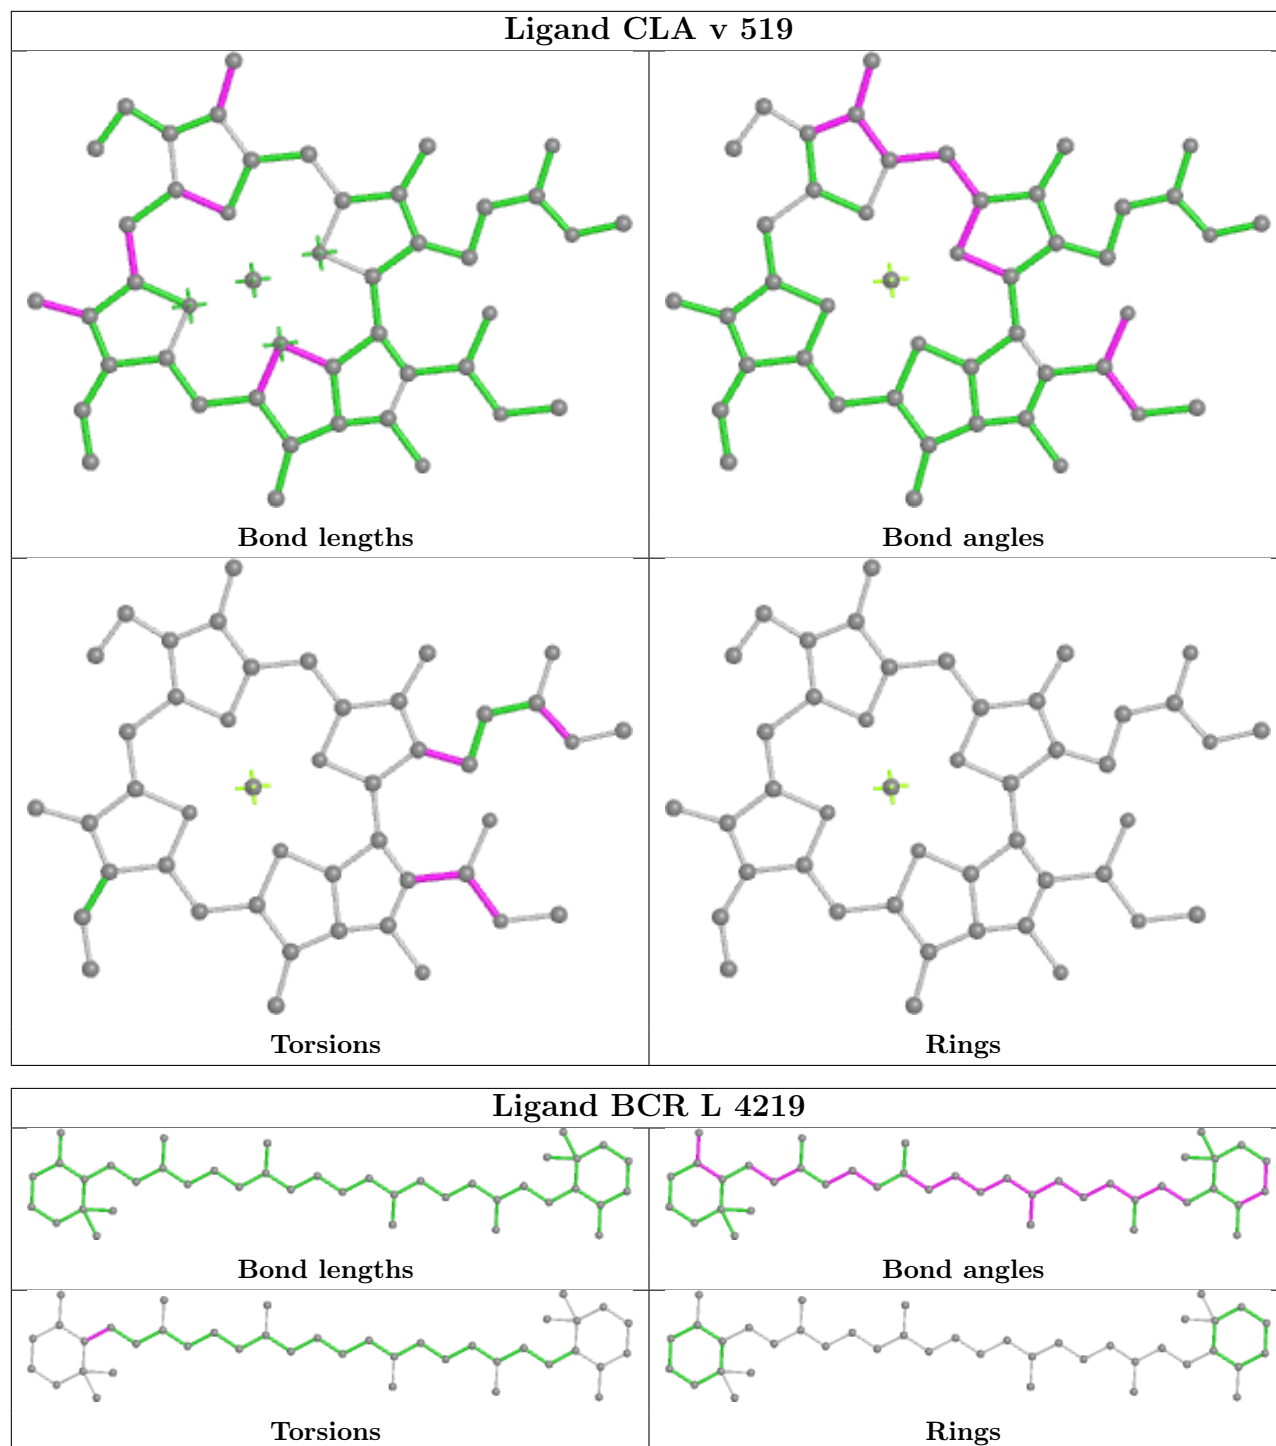 Ligand CLA v 519
Bond lengths
Bond angles
Torsions
Rings
Ligand BCR L 4219
Bond lengths
Bond angles
Torsions
Rings